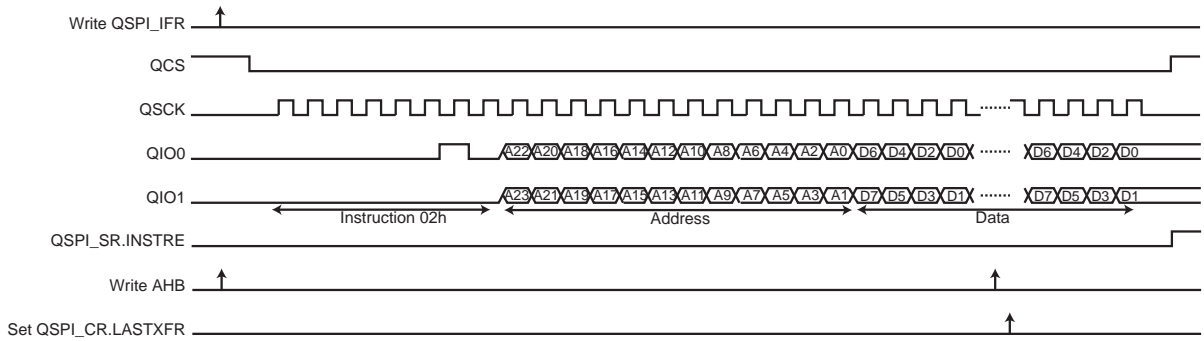 Write QSPI_IFR
QCS
QSCK
QIO0 A22 A20 A18 A16 A14 A12 A10 A8 A6 A4 A2 A0 D6 D4 D2 D0 D6 D4 D2 D0
QIO1 A23 A21 A19 A17 A15 A13 A11 A9 A7 A5 A3 A1 D7 D5 D3 D1 D7 D5 D3 D1
Instruction 02h Address Data
QSPI_SR.INSTRE
Write AHB
Set QSPI_CR.LASTXFR